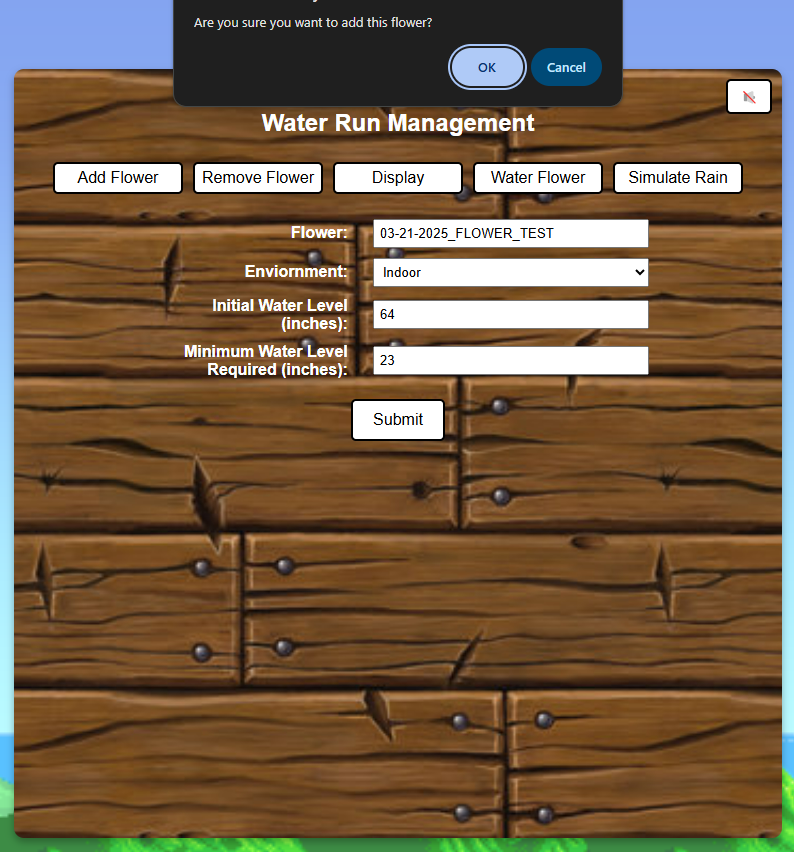 Are you sure you want to add this flower?
OK
Cancel
Water Run Management
Add Flower
Remove Flower
Display
Water Flower
Simulate Rain
Flower:
03-21-2025_FLOWER_TEST
Enviornment:
Indoor
Initial Water Level
(inches):
64
Minimum Water Level
Required (inches):
23
Submit